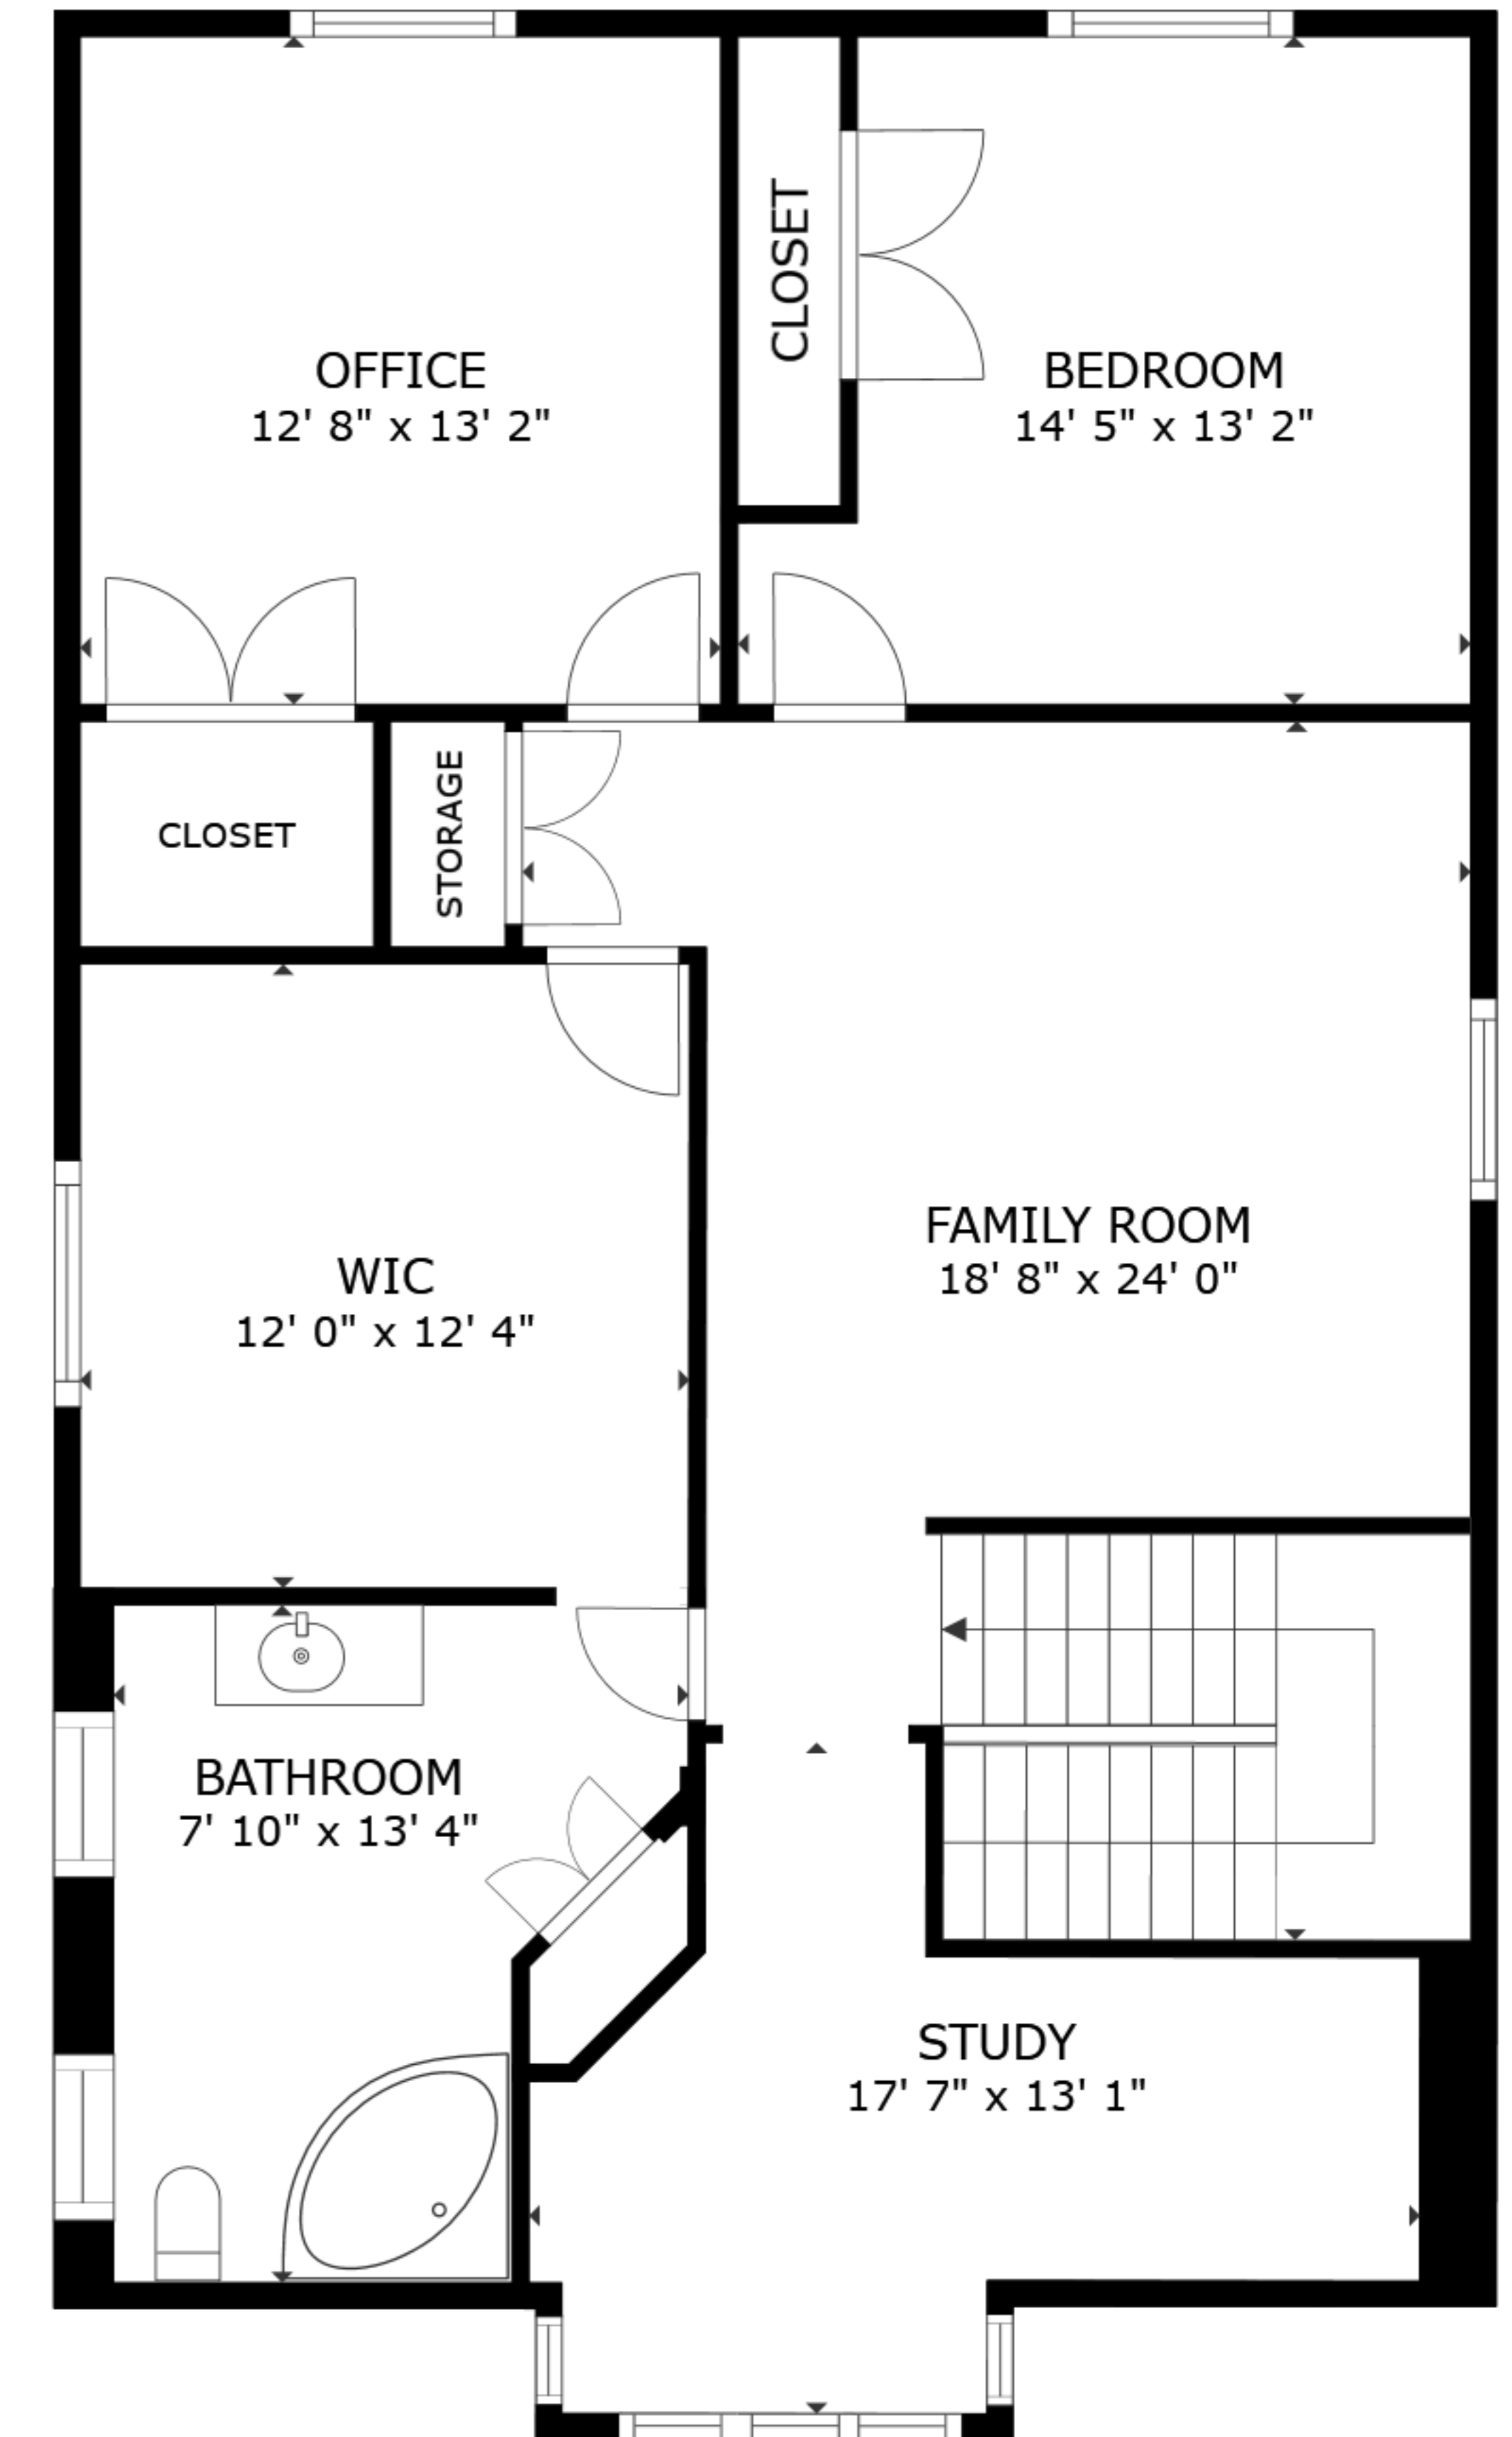 CLOSET
OFFICE
12' 8" x 13' 2"
BEDROOM
14' 5" x 13' 2"
CLOSET
STORAGE
FAMILY ROOM
18' 8" x 24' 0"
WIC
12' 0" x 12' 4"
BATHROOM
7' 10" x 13' 4"
STUDY
17' 7" x 13' 1"